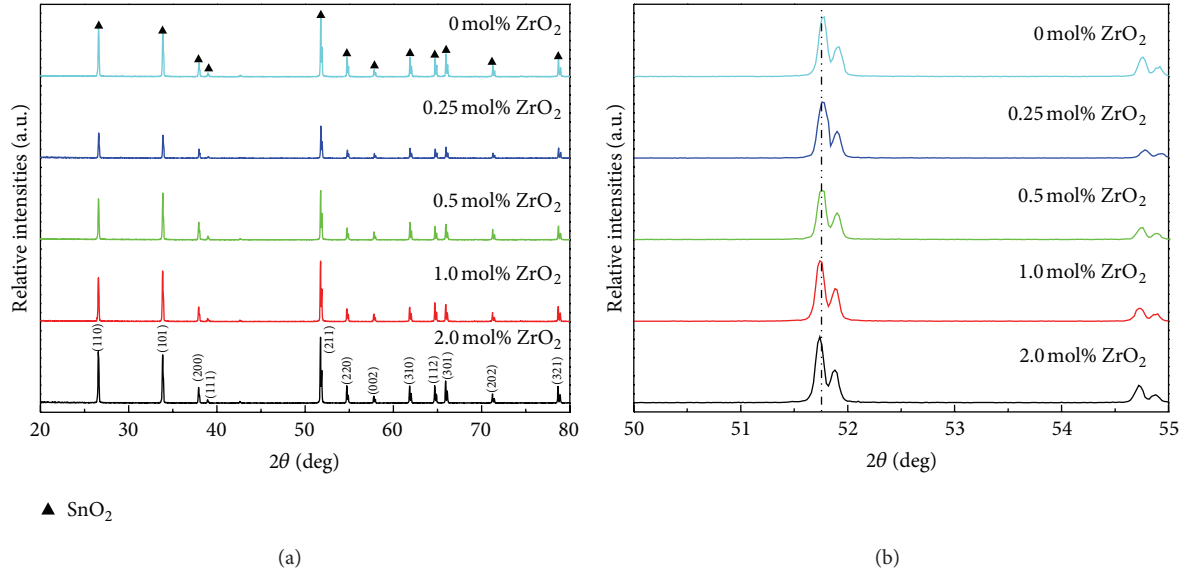 Relative intensities (a.u.)
0 mol% ZrO₂
0.25 mol% ZrO₂
0.5 mol% ZrO₂
1.0 mol% ZrO₂
2.0 mol% ZrO₂
(110)
(101)
(200)
(111)
(211)
(220)
(002)
(310)
(112)
(301)
(202)
(321)
20 30 40 50 60 70 80
2θ (deg)
▲ SnO₂
(a)
Relative intensities (a.u.)
0 mol% ZrO₂
0.25 mol% ZrO₂
0.5 mol% ZrO₂
1.0 mol% ZrO₂
2.0 mol% ZrO₂
50 51 52 53 54 55
2θ (deg)
(b)